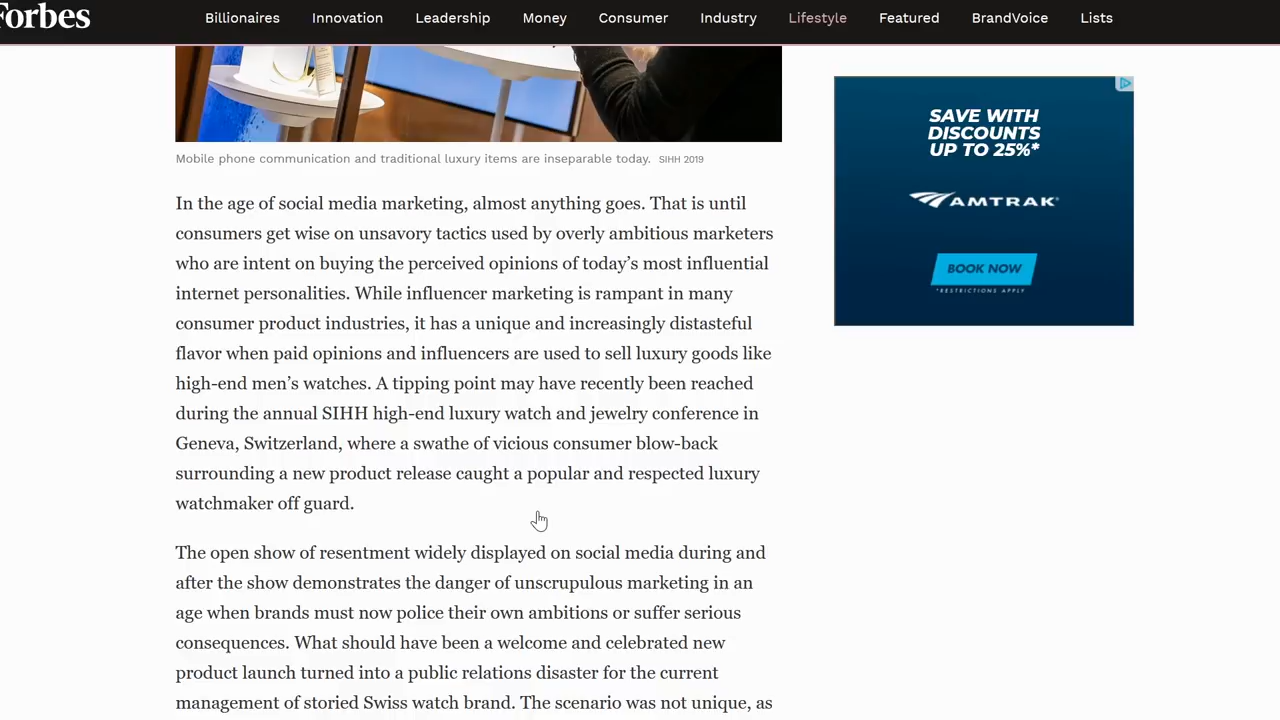 Forbes
Billionaires Innovation Leadership Money Consumer Industry Lifestyle Featured BrandVoice Lists
Mobile phone communication and traditional luxury items are inseparable today. SIHH 2019
In the age of social media marketing, almost anything goes. That is until
consumers get wise on unsavory tactics used by overly ambitious marketers
who are intent on buying the perceived opinions of today's most influential
internet personalities. While influencer marketing is rampant in many
consumer product industries, it has a unique and increasingly distasteful
flavor when paid opinions and influencers are used to sell luxury goods like
high-end men's watches. A tipping point may have recently been reached
during the annual SIHH high-end luxury watch and jewelry conference in
Geneva, Switzerland, where a swathe of vicious consumer blow-back
surrounding a new product release caught a popular and respected luxury
watchmaker off guard.
The open show of resentment widely displayed on social media during and
after the show demonstrates the danger of unscrupulous marketing in an
age when brands must now police their own ambitions or suffer serious
consequences. What should have been a welcome and celebrated new
product launch turned into a public relations disaster for the current
management of storied Swiss watch brand. The scenario was not unique, as
SAVE WITH
DISCOUNTS
UP TO 25%*
AMTRAK
BOOK NOW
*RESTRICTIONS APPLY